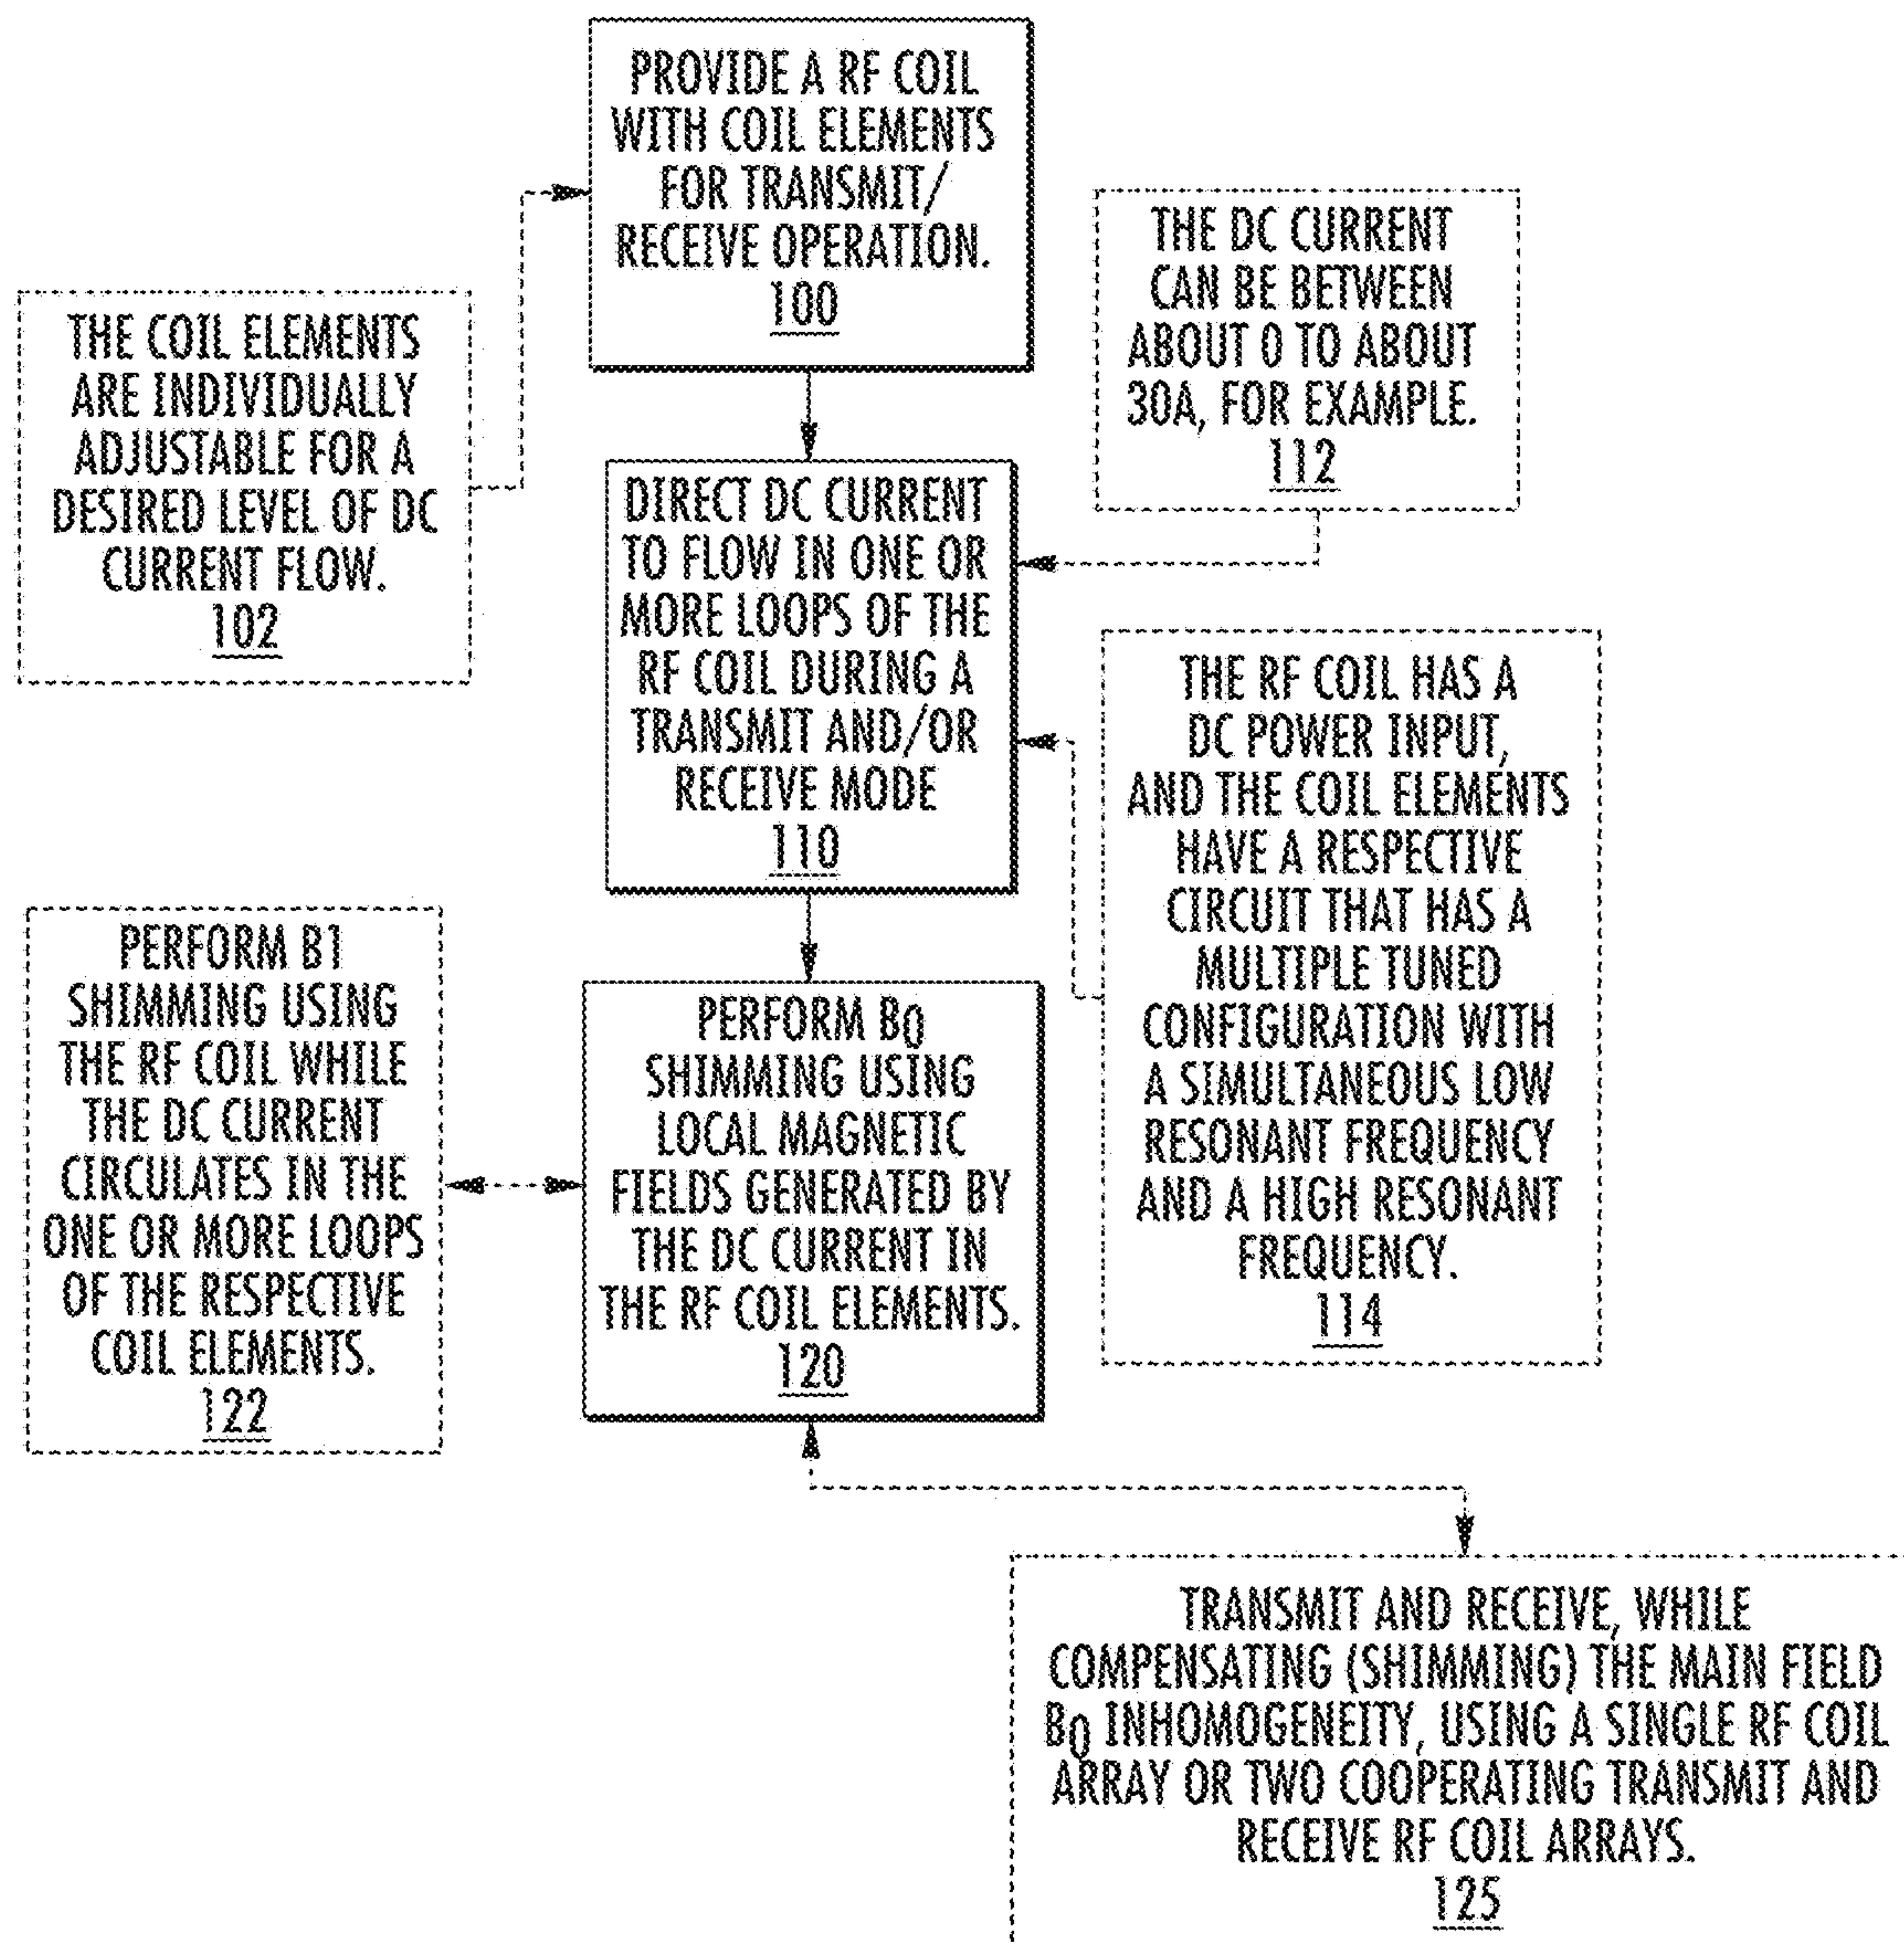 PROVIDE A RF COIL
WITH COIL ELEMENTS
FOR TRANSMIT/
RECEIVE OPERATION.
100
THE COIL ELEMENTS
ARE INDIVIDUALLY
ADJUSTABLE FOR A
DESIRED LEVEL OF DC
CURRENT FLOW.
102
THE DC CURRENT
CAN BE BETWEEN
ABOUT 0 TO ABOUT
30A, FOR EXAMPLE.
112
DIRECT DC CURRENT
TO FLOW IN ONE OR
MORE LOOPS OF THE
RF COIL DURING A
TRANSMIT AND/OR
RECEIVE MODE
110
THE RF COIL HAS A
DC POWER INPUT,
AND THE COIL ELEMENTS
HAVE A RESPECTIVE
CIRCUIT THAT HAS A
MULTIPLE TUNED
CONFIGURATION WITH
A SIMULTANEOUS LOW
RESONANT FREQUENCY
AND A HIGH RESONANT
FREQUENCY.
114
PERFORM B1
SHIMMING USING
THE RF COIL WHILE
THE DC CURRENT
CIRCULATES IN THE
ONE OR MORE LOOPS
OF THE RESPECTIVE
COIL ELEMENTS.
122
PERFORM B0
SHIMMING USING
LOCAL MAGNETIC
FIELDS GENERATED BY
THE DC CURRENT IN
THE RF COIL ELEMENTS.
120
TRANSMIT AND RECEIVE, WHILE
COMPENSATING (SHIMMING) THE MAIN FIELD
B0 INHOMOGENEITY, USING A SINGLE RF COIL
ARRAY OR TWO COOPERATING TRANSMIT AND
RECEIVE RF COIL ARRAYS.
125